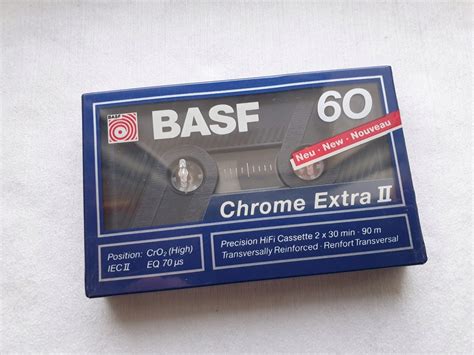 BASF
BASF
60
Neu · New · Nouveau
Chrome Extra II
Position: CrO₂ (High)
IEC II EQ 70 µs
Precision HiFi Cassette 2 x 30 min · 90 m
Transversally Reinforced · Renfort Transversal